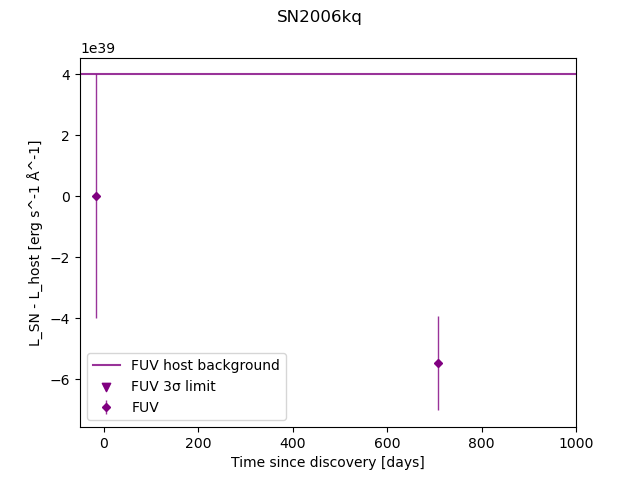 SN2006kq
1e39
4
2
0
−2
−4
−6
L_SN - L_host [erg s^-1 Å^-1]
FUV host background
FUV 3σ limit
FUV
0 200 400 600 800 1000
Time since discovery [days]